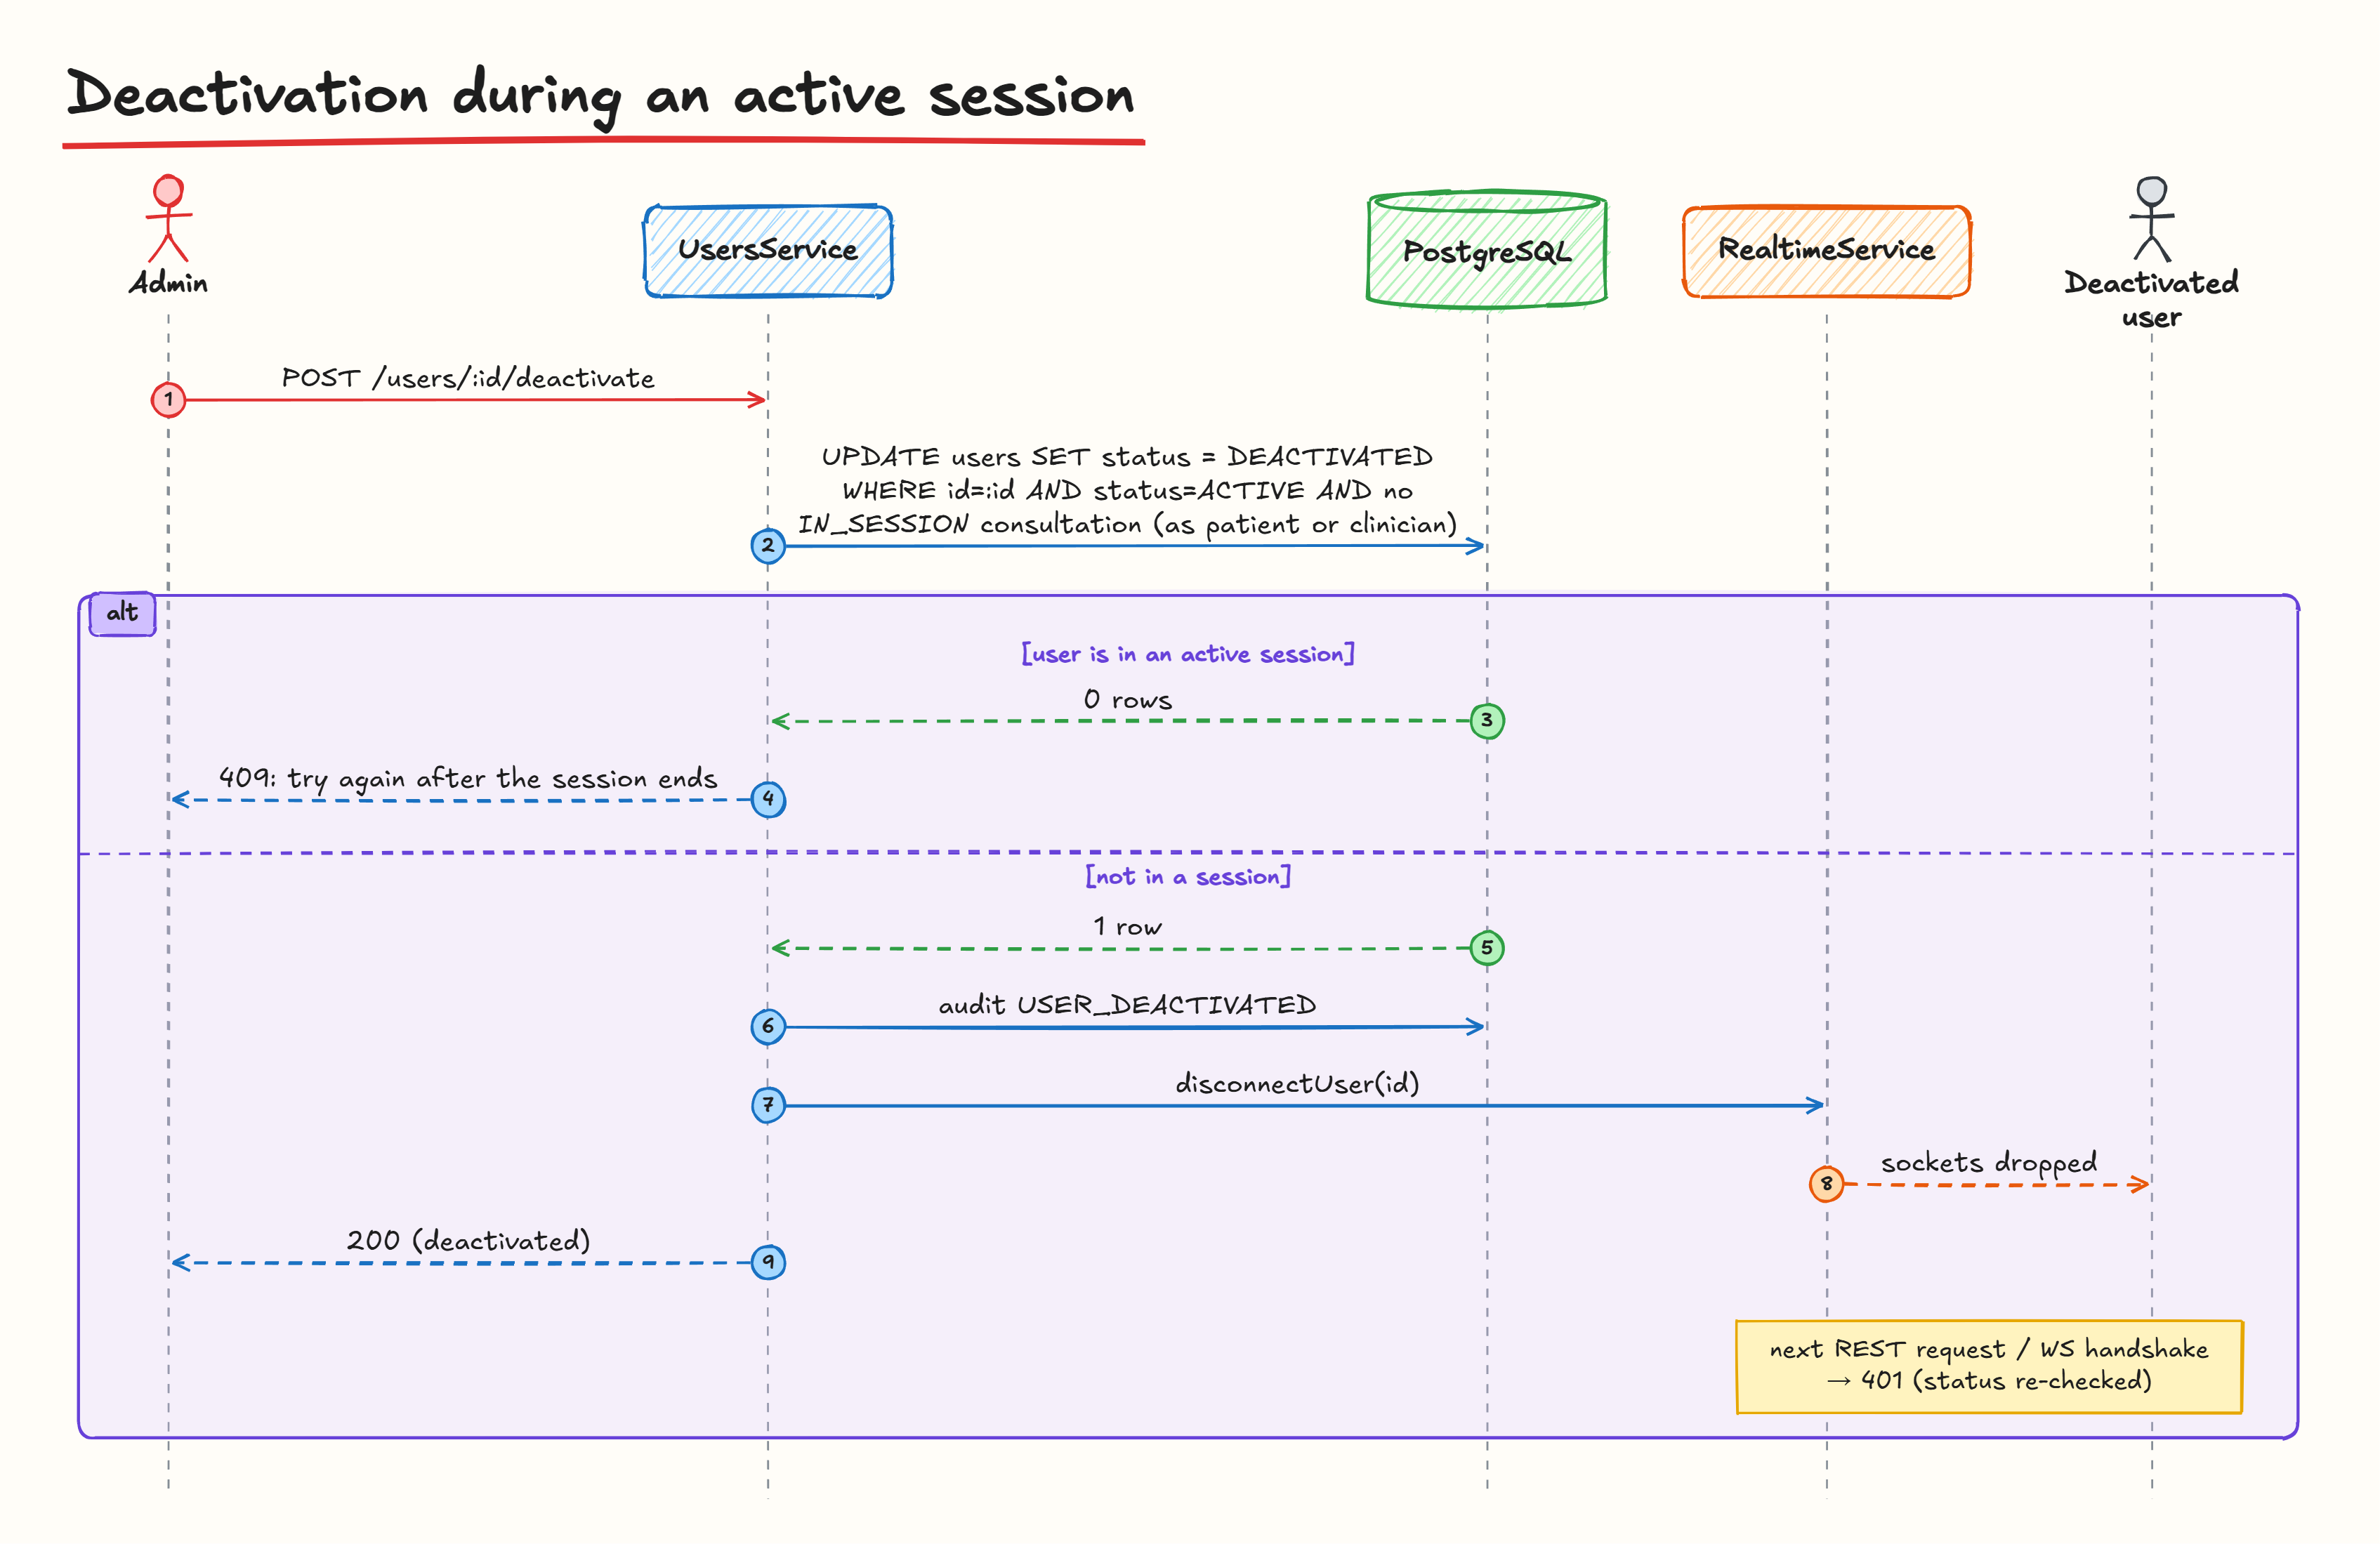 Deactivation during an active session
Admin
UsersService
PostgreSQL
RealtimeService
Deactivated
user
POST /users/:id/deactivate
1
UPDATE users SET status = DEACTIVATED
WHERE id=:id AND status=ACTIVE AND no
IN_SESSION consultation (as patient or clinician)
2
alt
[user is in an active session]
0 rows
3
409: try again after the session ends
4
[not in a session]
1 row
5
audit USER_DEACTIVATED
6
disconnectUser(id)
7
sockets dropped
8
200 (deactivated)
9
next REST request / WS handshake
→ 401 (status re-checked)